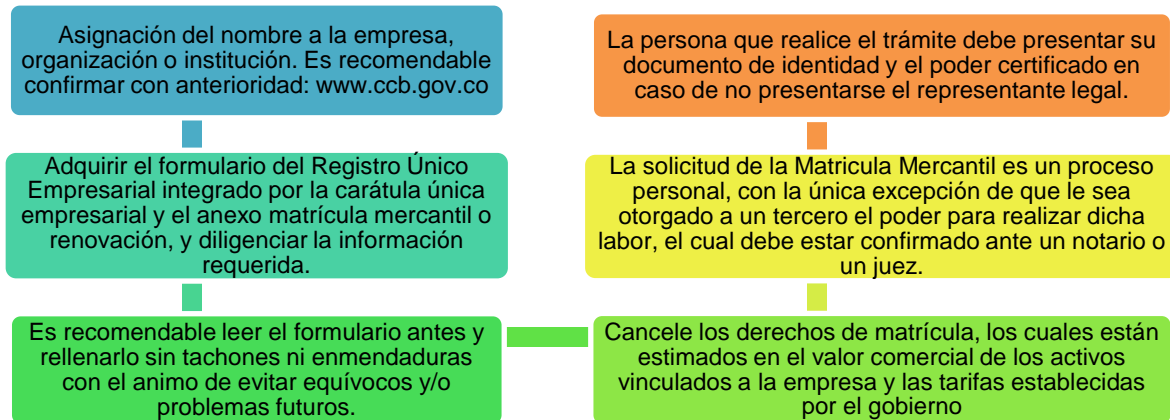 Asignación del nombre a la empresa,
organización o institución. Es recomendable
confirmar con anterioridad: www.ccb.gov.co
Adquirir el formulario del Registro Único
Empresarial integrado por la carátula única
empresarial y el anexo matrícula mercantil o
renovación, y diligenciar la información
requerida.
Es recomendable leer el formulario antes y
rellenarlo sin tachones ni enmendaduras
con el animo de evitar equívocos y/o
problemas futuros.
Cancele los derechos de matrícula, los cuales están
estimados en el valor comercial de los activos
vinculados a la empresa y las tarifas establecidas
por el gobierno
La solicitud de la Matricula Mercantil es un proceso
personal, con la única excepción de que le sea
otorgado a un tercero el poder para realizar dicha
labor, el cual debe estar confirmado ante un notario o
un juez.
La persona que realice el trámite debe presentar su
documento de identidad y el poder certificado en
caso de no presentarse el representante legal.